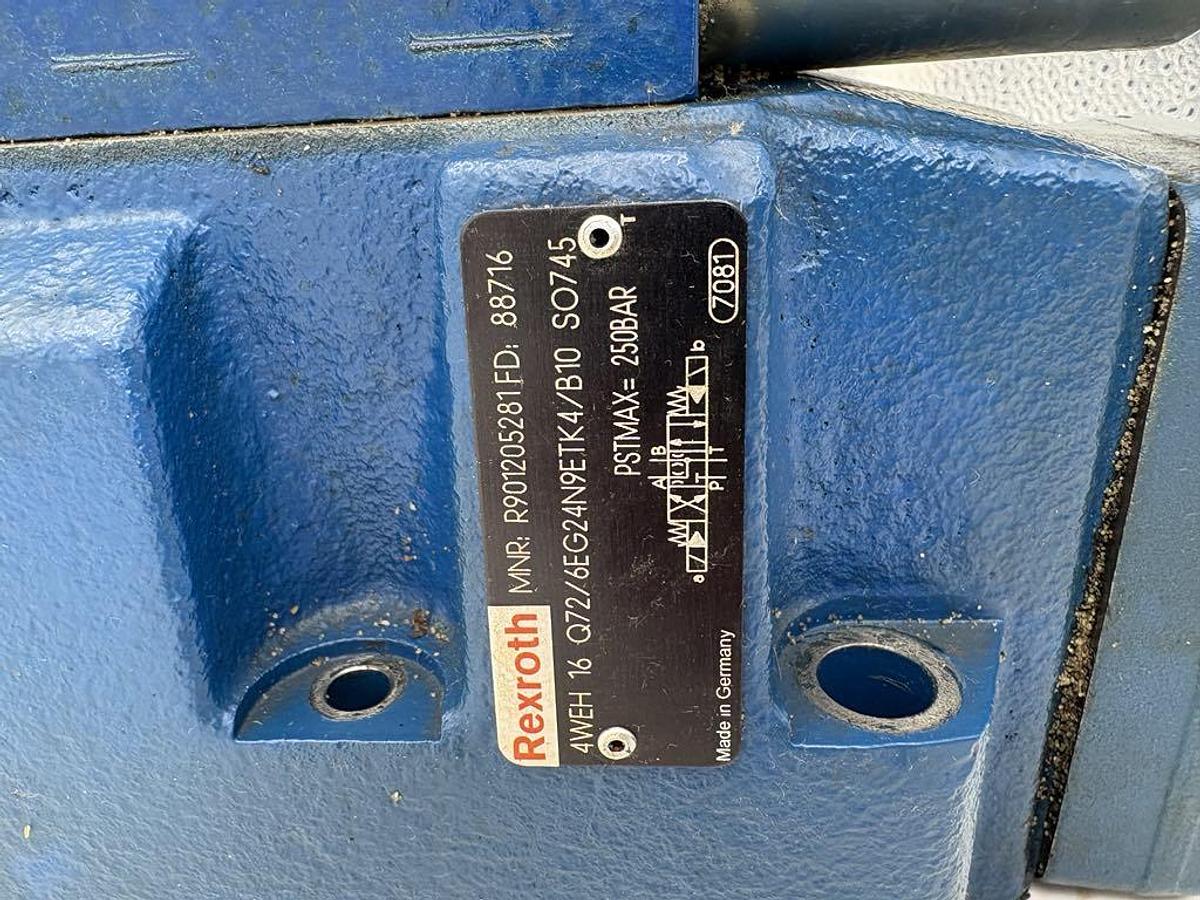 Rexroth MNR: R901205281 FD: 88716
4WEH 16 Q72/6EG24N9ETK4/B10 SO745
T
PSTMAX= 250BAR
A B
a b
P T
Made in Germany 7081